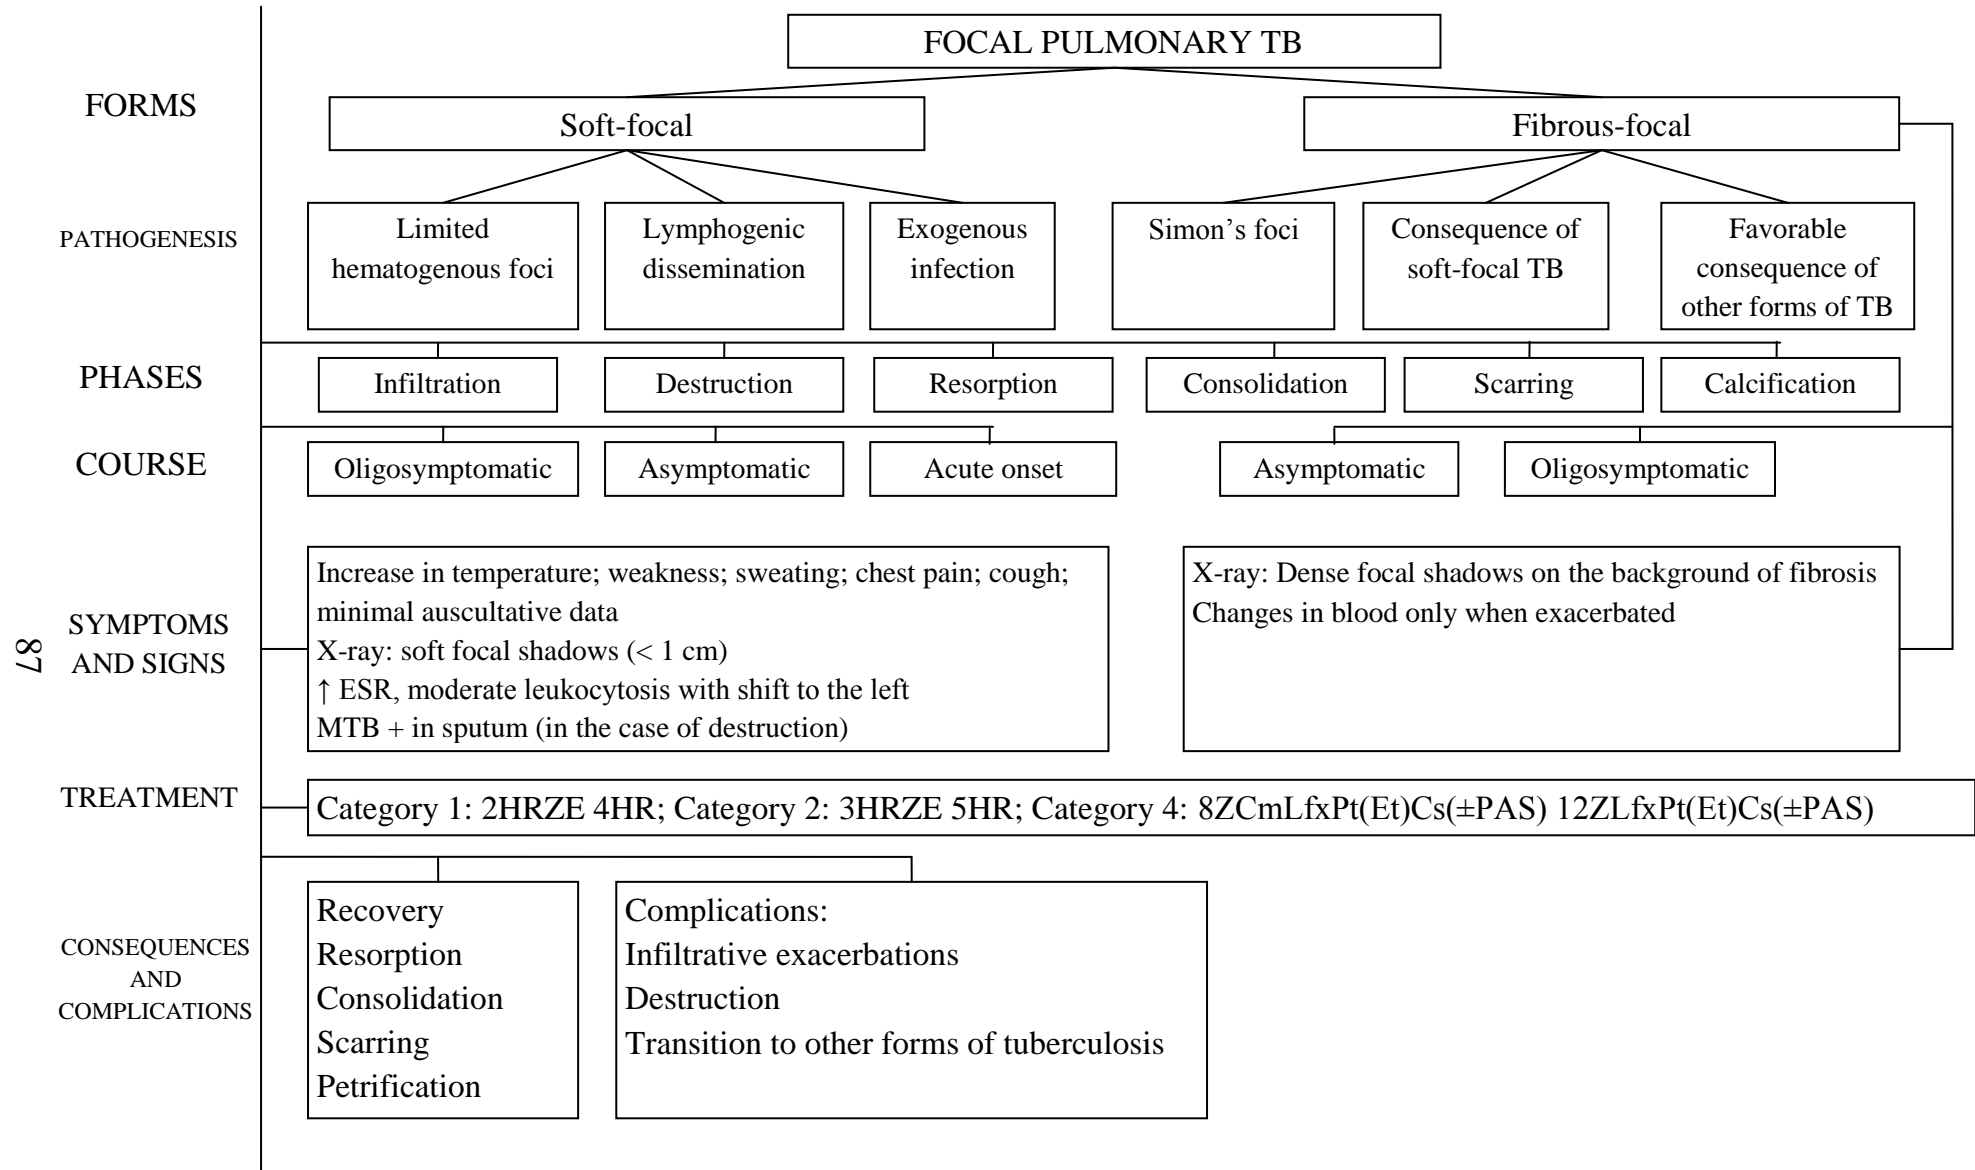 FOCAL PULMONARY TB
FORMS
Soft-focal
Fibrous-focal
PATHOGENESIS
Limited
hematogenous foci
Lymphogenic
dissemination
Exogenous
infection
Simon’s foci
Consequence of
soft-focal TB
Favorable
consequence of
other forms of TB
PHASES
Infiltration
Destruction
Resorption
Consolidation
Scarring
Calcification
COURSE
Oligosymptomatic
Asymptomatic
Acute onset
Asymptomatic
Oligosymptomatic
SYMPTOMS
AND SIGNS
Increase in temperature; weakness; sweating; chest pain; cough;
minimal auscultative data
X-ray: soft focal shadows (< 1 cm)
↑ ESR, moderate leukocytosis with shift to the left
MTB + in sputum (in the case of destruction)
X-ray: Dense focal shadows on the background of fibrosis
Changes in blood only when exacerbated
87
TREATMENT
Category 1: 2HRZE 4HR; Category 2: 3HRZE 5HR; Category 4: 8ZCmLfxPt(Et)Cs(±PAS) 12ZLfxPt(Et)Cs(±PAS)
CONSEQUENCES
AND
COMPLICATIONS
Recovery
Resorption
Consolidation
Scarring
Petrification
Complications:
Infiltrative exacerbations
Destruction
Transition to other forms of tuberculosis